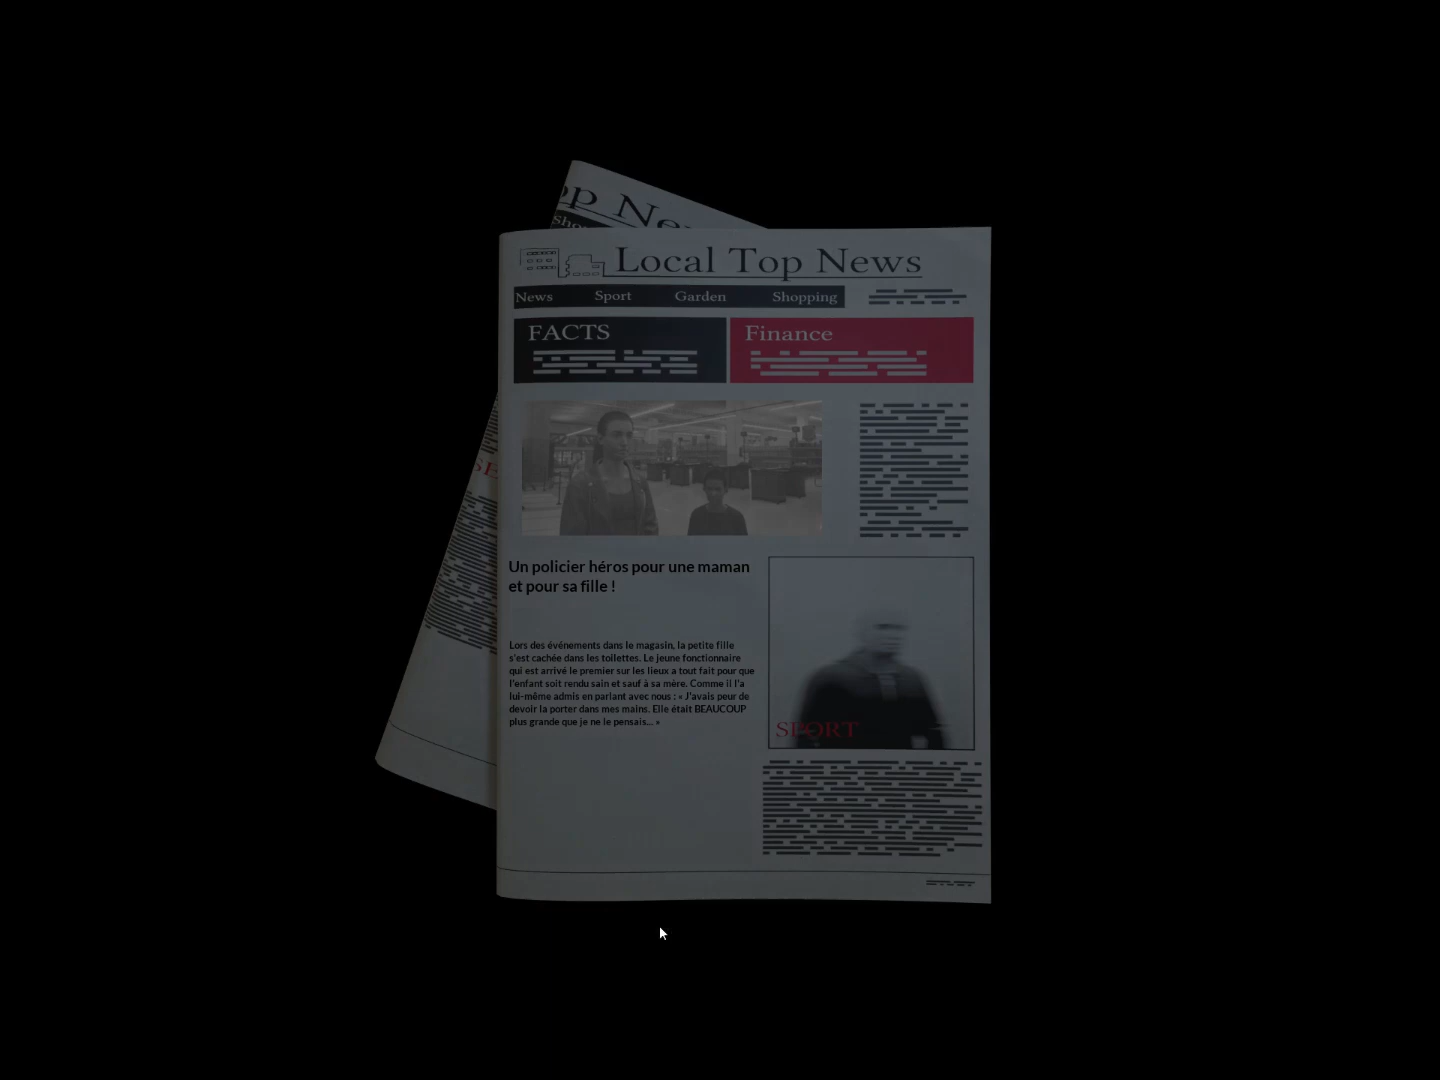 op Ne
Sho
Local Top News
News Sport Garden Shopping
FACTS
Finance
SE
Un policier héros pour une maman
et pour sa fille !
Lors des événements dans le magasin, la petite fille
s'est cachée dans les toilettes. Le jeune fonctionnaire
qui est arrivé le premier sur les lieux a tout fait pour que
l'enfant soit rendu sain et sauf à sa mère. Comme il l'a
lui-même admis en parlant avec nous : « J'avais peur de
devoir la porter dans mes mains. Elle était BEAUCOUP
plus grande que je ne le pensais... »
SPORT